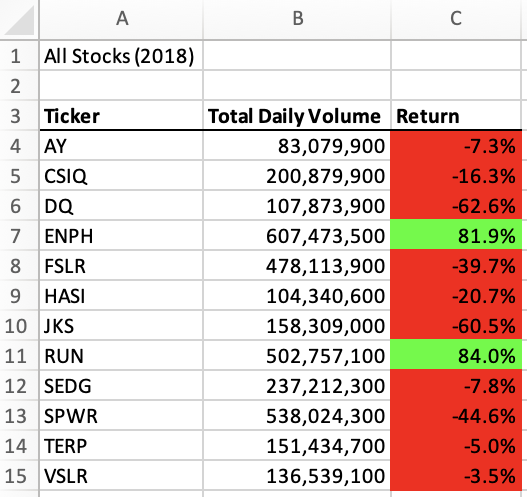 A B C
1 All Stocks (2018)
2
3 Ticker Total Daily Volume Return
4 AY 83,079,900 -7.3%
5 CSIQ 200,879,900 -16.3%
6 DQ 107,873,900 -62.6%
7 ENPH 607,473,500 81.9%
8 FSLR 478,113,900 -39.7%
9 HASI 104,340,600 -20.7%
10 JKS 158,309,000 -60.5%
11 RUN 502,757,100 84.0%
12 SEDG 237,212,300 -7.8%
13 SPWR 538,024,300 -44.6%
14 TERP 151,434,700 -5.0%
15 VSLR 136,539,100 -3.5%